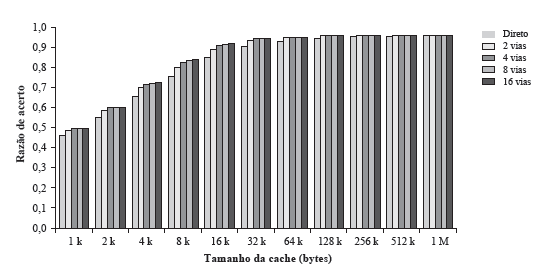 1,0
0,9
0,8
0,7
0,6
0,5
0,4
0,3
0,2
0,1
0,0
Razão de acerto
1 k 2 k 4 k 8 k 16 k 32 k 64 k 128 k 256 k 512 k 1 M
Tamanho da cache (bytes)
Direto
2 vias
4 vias
8 vias
16 vias